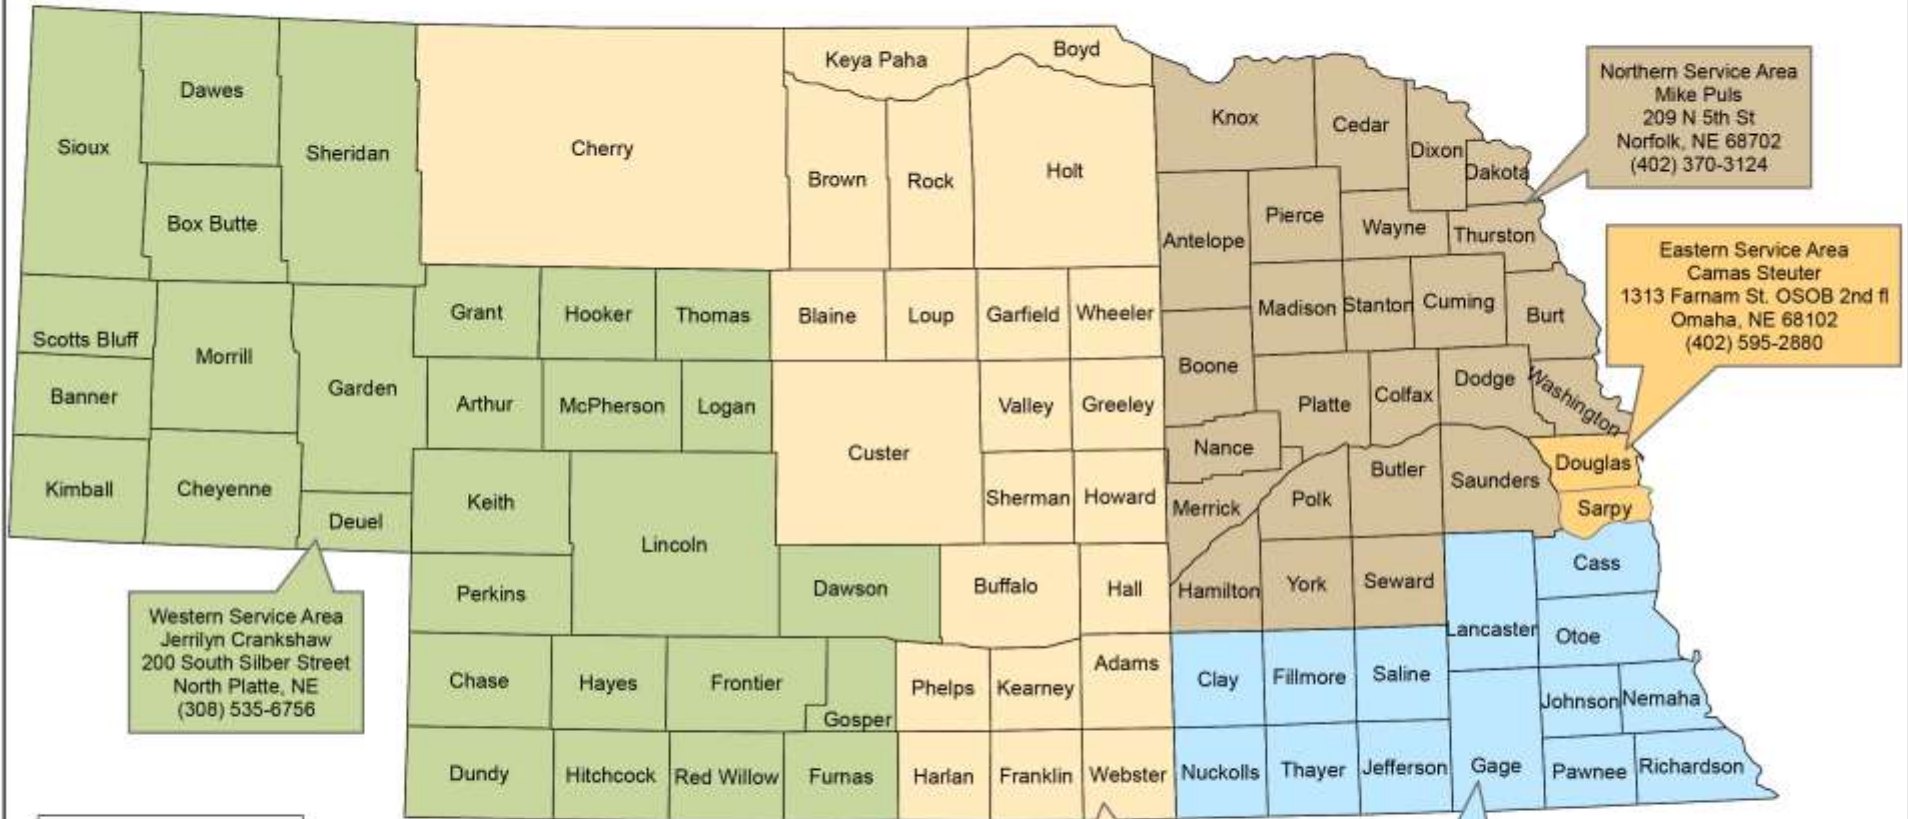 Sioux
Dawes
Sheridan
Box Butte
Cherry
Keya Paha
Boyd
Brown
Rock
Holt
Knox
Cedar
Dixon
Dakota
Antelope
Pierce
Wayne
Thurston
Northern Service Area
Mike Puls
209 N 5th St
Norfolk, NE 68702
(402) 370-3124
Eastern Service Area
Camas Steuter
1313 Farnam St. OSOB 2nd fl
Omaha, NE 68102
(402) 595-2880
Scotts Bluff
Morrill
Garden
Banner
Kimball
Cheyenne
Deuel
Grant
Hooker
Thomas
Blaine
Loup
Garfield
Wheeler
Madison
Stanton
Cuming
Burt
Arthur
McPherson
Logan
Custer
Valley
Greeley
Boone
Platte
Colfax
Dodge
Washington
Nance
Keith
Lincoln
Sherman
Howard
Merrick
Polk
Butler
Saunders
Douglas
Sarpy
Perkins
Dawson
Buffalo
Hall
Hamilton
York
Seward
Lancaster
Cass
Otoe
Western Service Area
Jerrilyn Crankshaw
200 South Silber Street
North Platte, NE
(308) 535-6756
Chase
Hayes
Frontier
Gosper
Phelps
Kearney
Adams
Clay
Fillmore
Saline
Johnson
Nemaha
Dundy
Hitchcock
Red Willow
Furnas
Harlan
Franklin
Webster
Nuckolls
Thayer
Jefferson
Gage
Pawnee
Richardson